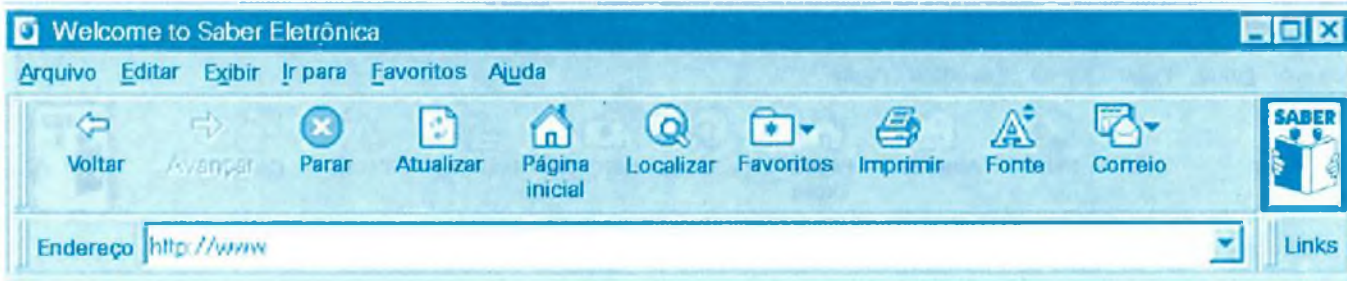 Welcome to Saber Eletrônica
Arquivo Editar Exibir Ir para Favoritos Ajuda
Voltar Avançar Parar Atualizar Página inicial Localizar Favoritos Imprimir Fonte Correio
SABER
Endereço http://www Links